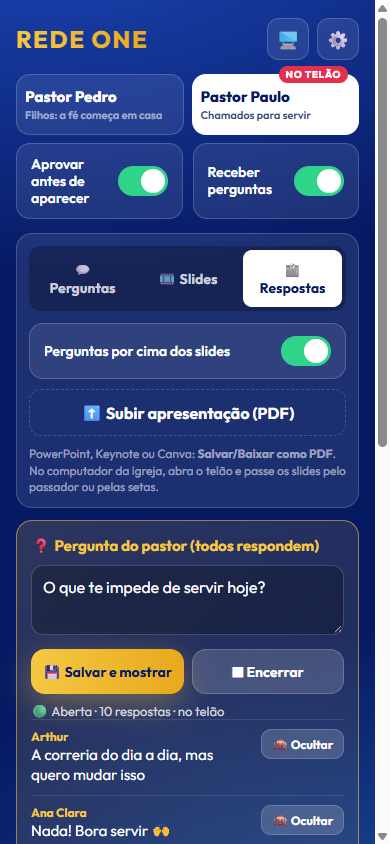 REDE ONE
NO TELÃO
Pastor Pedro
Filhos: a fé começa em casa
Pastor Paulo
Chamados para servir
Aprovar
antes de
aparecer
Receber
perguntas
Perguntas
Slides
Respostas
Perguntas por cima dos slides
Subir apresentação (PDF)
PowerPoint, Keynote ou Canva: Salvar/Baixar como PDF.
No computador da igreja, abra o telão e passe os slides pelo
passador ou pelas setas.
Pergunta do pastor (todos respondem)
O que te impede de servir hoje?
Salvar e mostrar
Encerrar
Aberta · 10 respostas · no telão
Arthur
A correria do dia a dia, mas
quero mudar isso
Ocultar
Ana Clara
Nada! Bora servir 🙌
Ocultar